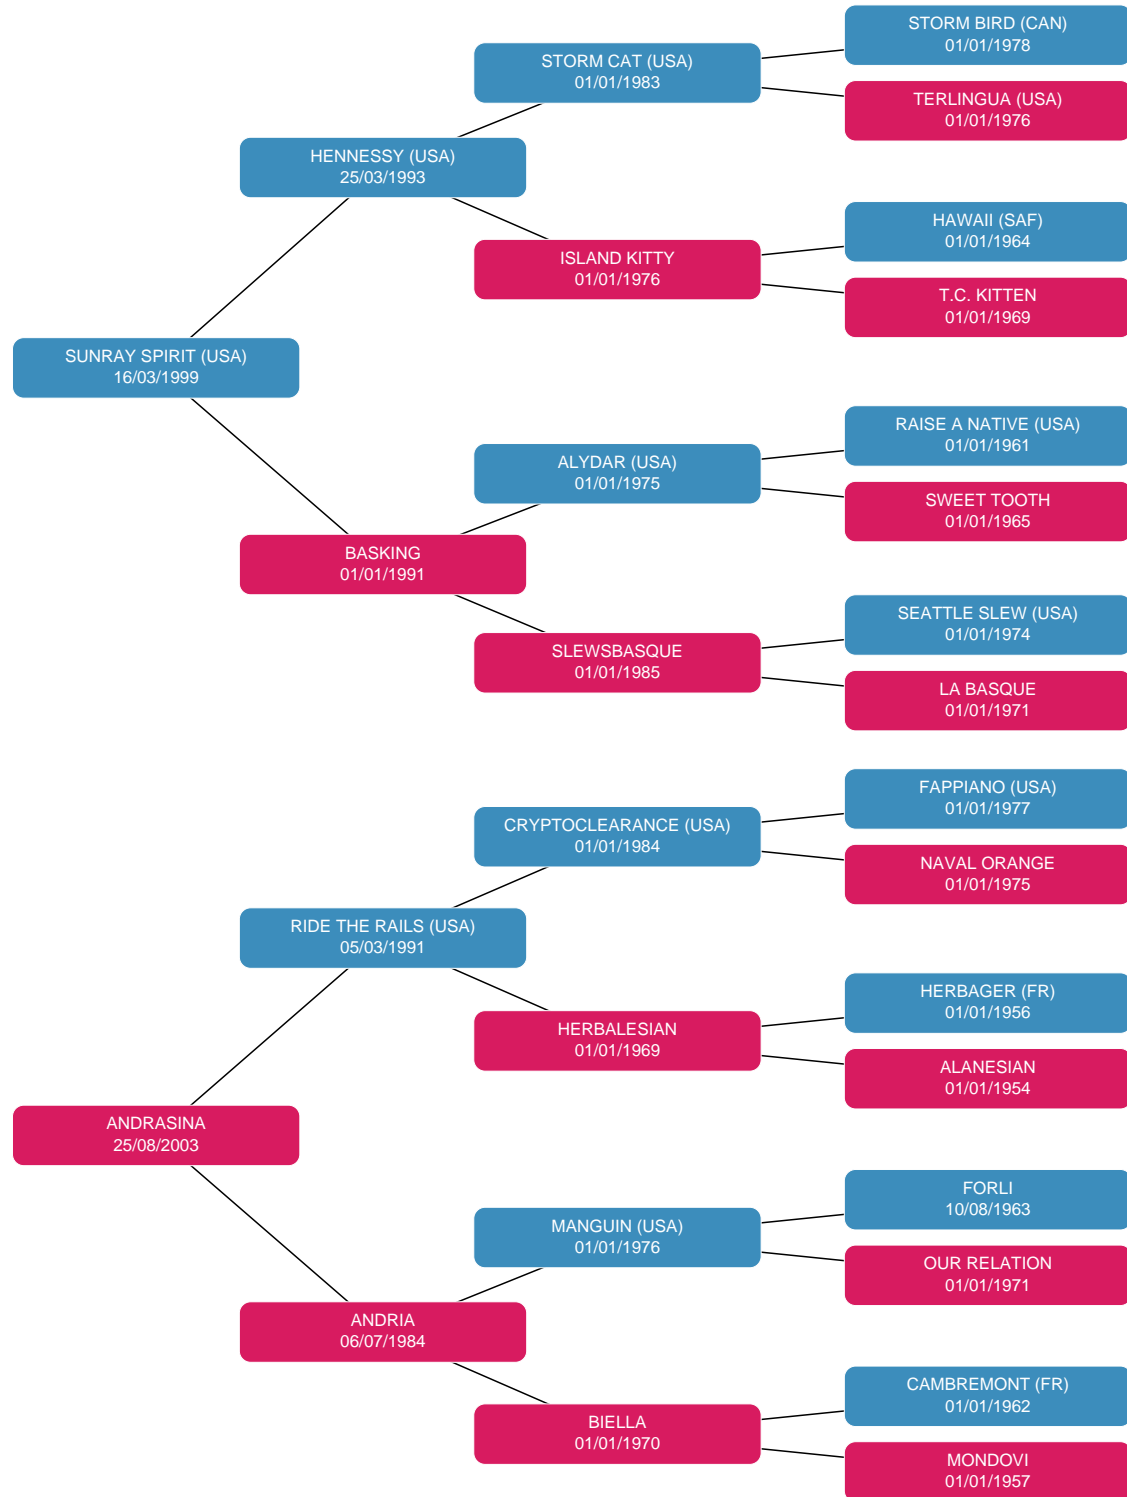 STORM BIRD (CAN)
01/01/1978
STORM CAT (USA)
01/01/1983
TERLINGUA (USA)
01/01/1976
HENNESSY (USA)
25/03/1993
HAWAII (SAF)
01/01/1964
ISLAND KITTY
01/01/1976
T.C. KITTEN
01/01/1969
SUNRAY SPIRIT (USA)
16/03/1999
RAISE A NATIVE (USA)
01/01/1961
ALYDAR (USA)
01/01/1975
SWEET TOOTH
01/01/1965
BASKING
01/01/1991
SEATTLE SLEW (USA)
01/01/1974
SLEWSBASQUE
01/01/1985
LA BASQUE
01/01/1971
FAPPIANO (USA)
01/01/1977
CRYPTOCLEARANCE (USA)
01/01/1984
NAVAL ORANGE
01/01/1975
RIDE THE RAILS (USA)
05/03/1991
HERBAGER (FR)
01/01/1956
HERBALESIAN
01/01/1969
ALANESIAN
01/01/1954
ANDRASINA
25/08/2003
FORLI
10/08/1963
MANGUIN (USA)
01/01/1976
OUR RELATION
01/01/1971
ANDRIA
06/07/1984
CAMBREMONT (FR)
01/01/1962
BIELLA
01/01/1970
MONDOVI
01/01/1957